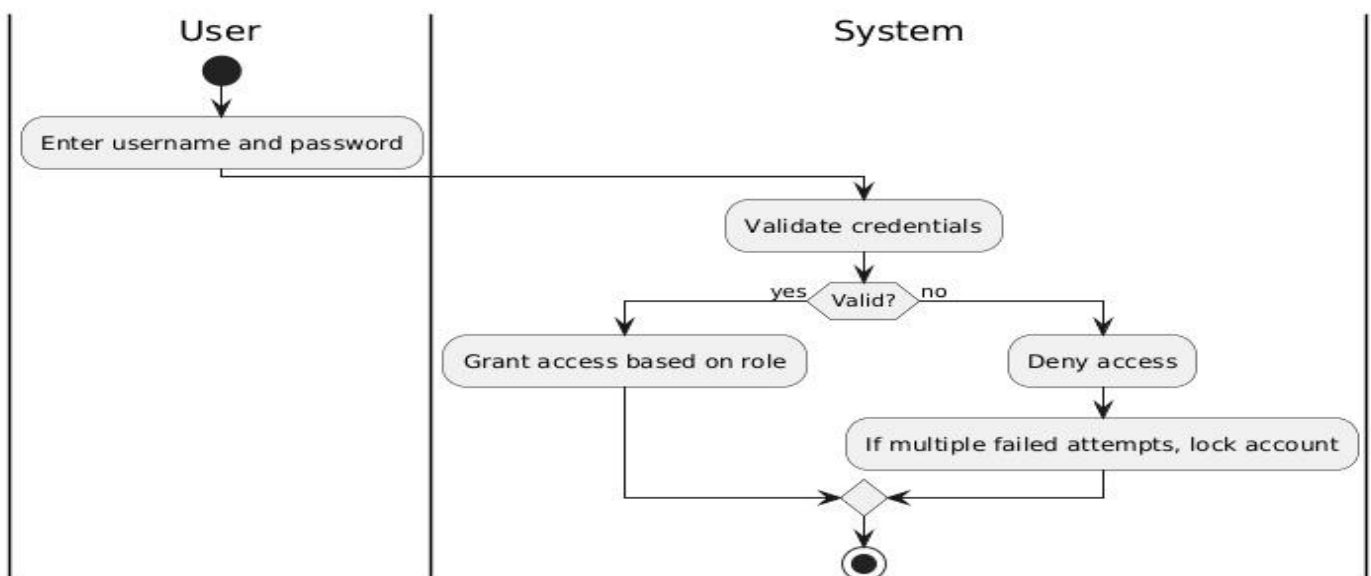 User
System
Enter username and password
Validate credentials
yes
Valid?
no
Grant access based on role
Deny access
If multiple failed attempts, lock account